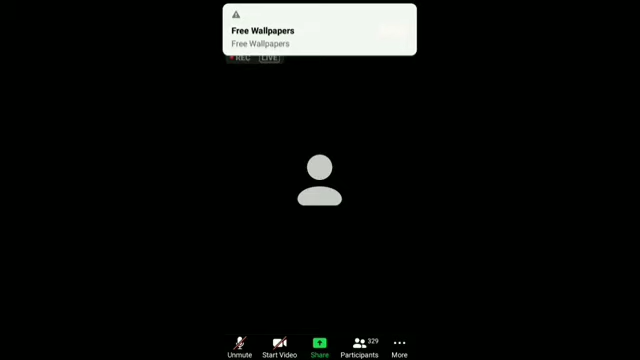 Free Wallpapers
Free Wallpapers
REC LIVE
329
Unmute Start Video Share Participants More